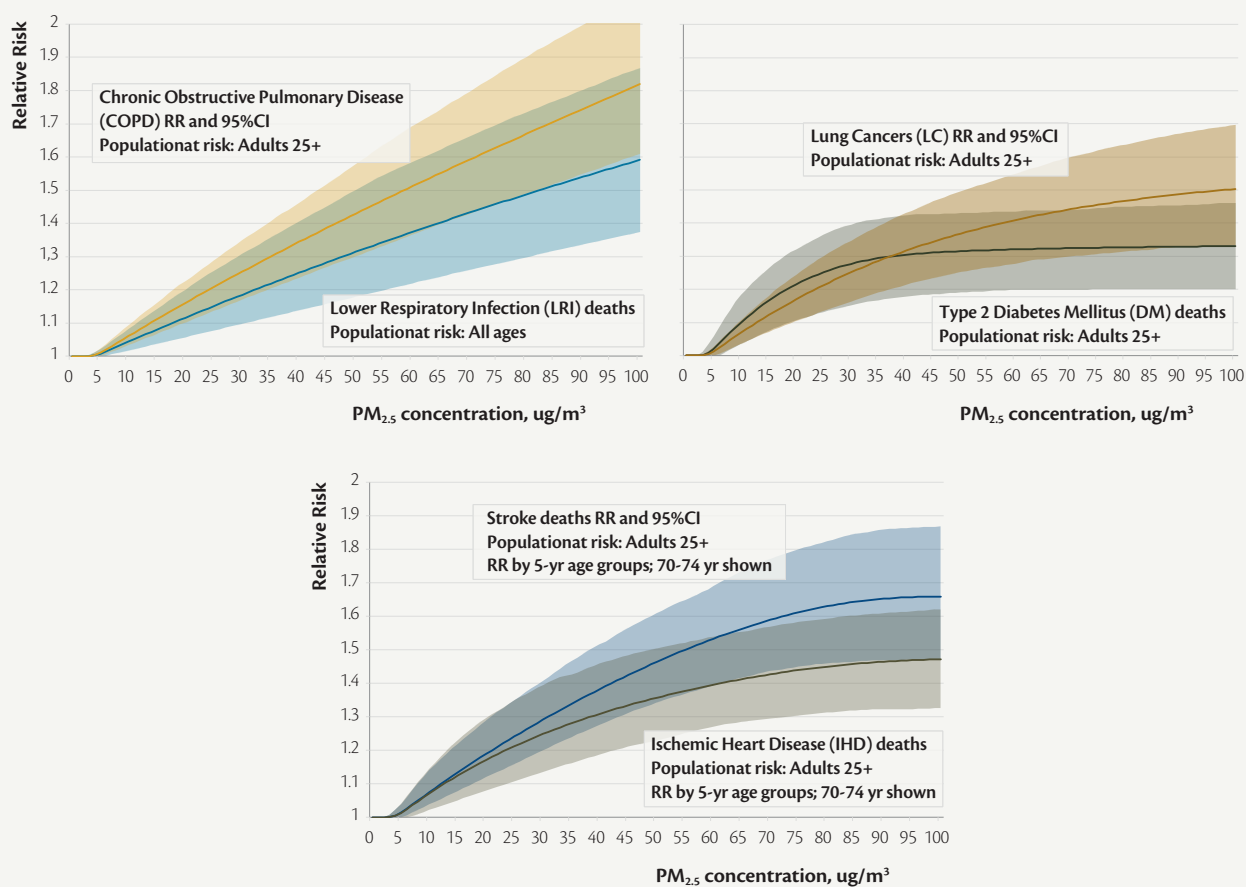 Relative Risk
2
1.9
1.8
1.7
1.6
1.5
1.4
1.3
1.2
1.1
1
Chronic Obstructive Pulmonary Disease
(COPD) RR and 95%CI
Populationat risk: Adults 25+
Lower Respiratory Infection (LRI) deaths
Populationat risk: All ages
0 5 10 15 20 25 30 35 40 45 50 55 60 65 70 75 80 85 90 95 100
PM2.5 concentration, ug/m³
Lung Cancers (LC) RR and 95%CI
Populationat risk: Adults 25+
Type 2 Diabetes Mellitus (DM) deaths
Populationat risk: Adults 25+
0 5 10 15 20 25 30 35 40 45 50 55 60 65 70 75 80 85 90 95 100
PM2.5 concentration, ug/m³
Relative Risk
2
1.9
1.8
1.7
1.6
1.5
1.4
1.3
1.2
1.1
1
Stroke deaths RR and 95%CI
Populationat risk: Adults 25+
RR by 5-yr age groups; 70-74 yr shown
Ischemic Heart Disease (IHD) deaths
Populationat risk: Adults 25+
RR by 5-yr age groups; 70-74 yr shown
0 5 10 15 20 25 30 35 40 45 50 55 60 65 70 75 80 85 90 95 100
PM2.5 concentration, ug/m³